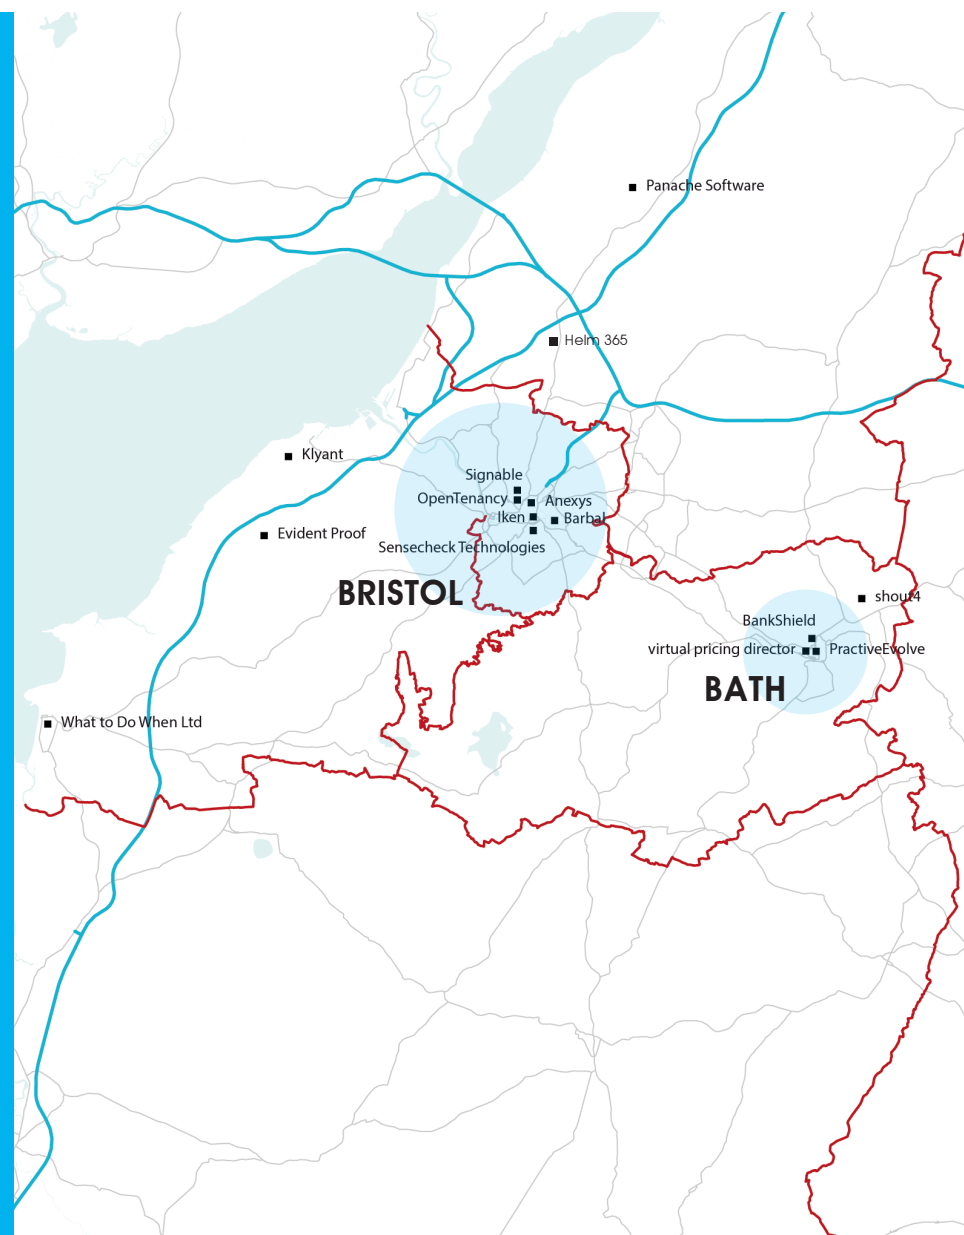 Panache Software
Helm 365
Klyant
Signable
OpenTenancy
Anexys
Iken
Barbal
Evident Proof
Sensecheck Technologies
BRISTOL
shout4
BankShield
virtual pricing director
PractiveEvolve
BATH
What to Do When Ltd